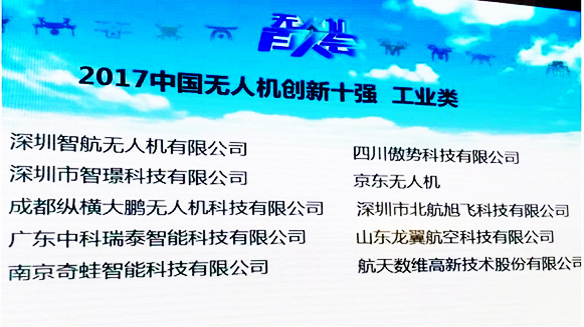 2017中国无人机创新十强 工业类
深圳智航无人机有限公司
深圳市智璟科技有限公司
成都纵横大鹏无人机科技有限公司
广东中科瑞泰智能科技有限公司
南京奇蛙智能科技有限公司
四川傲势科技有限公司
京东无人机
深圳市北航旭飞科技有限公司
山东龙翼航空科技有限公司
航天数维高新技术股份有限公司